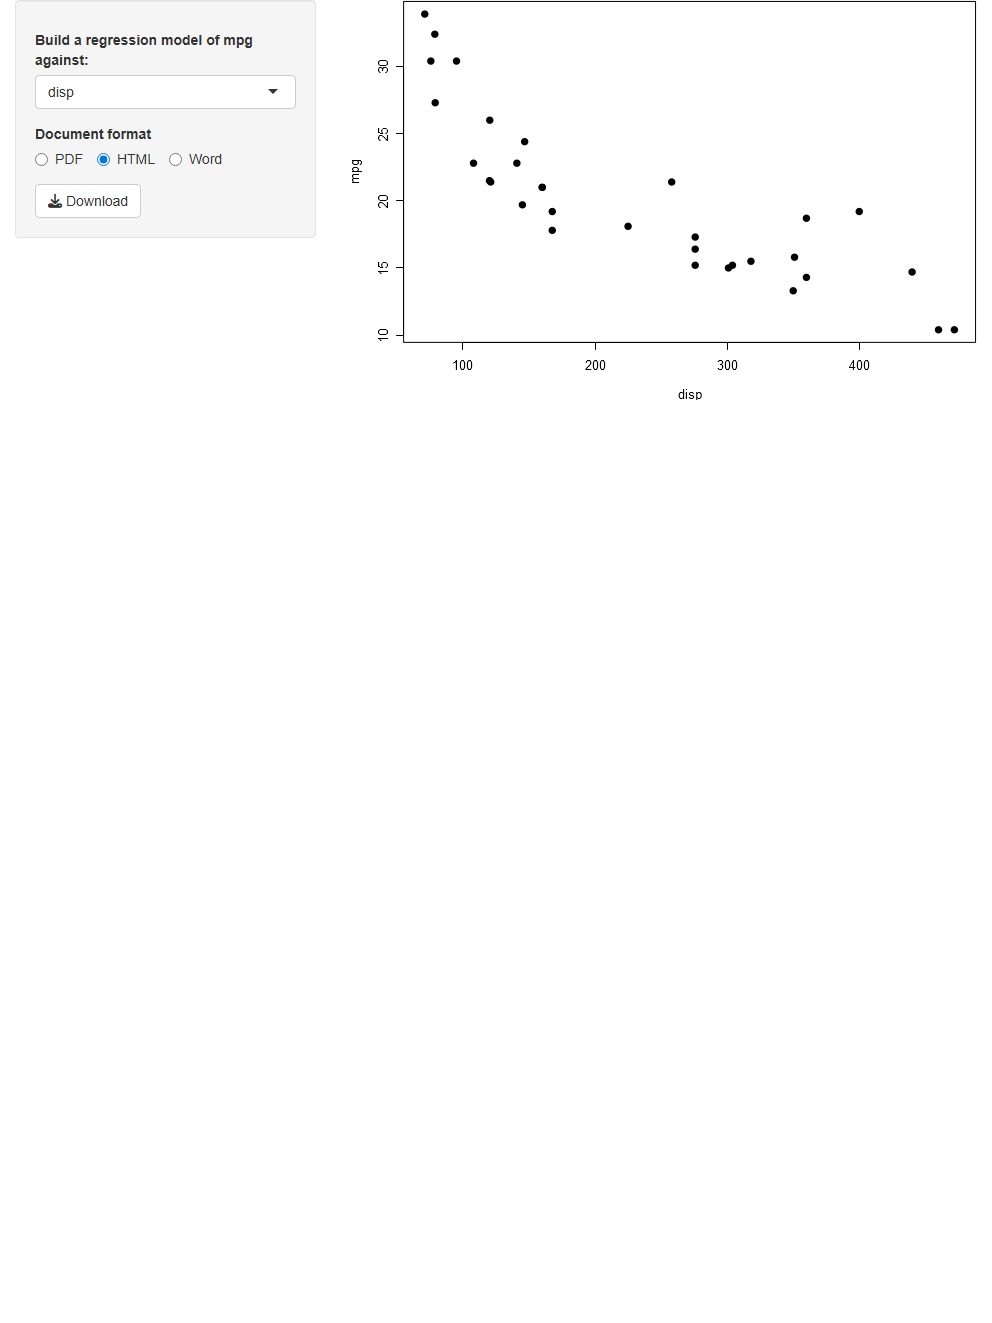 Build a regression model of mpg
against:
disp
Document format
PDF HTML Word
Download
mpg
30
25
20
15
10
100 200 300 400
disp